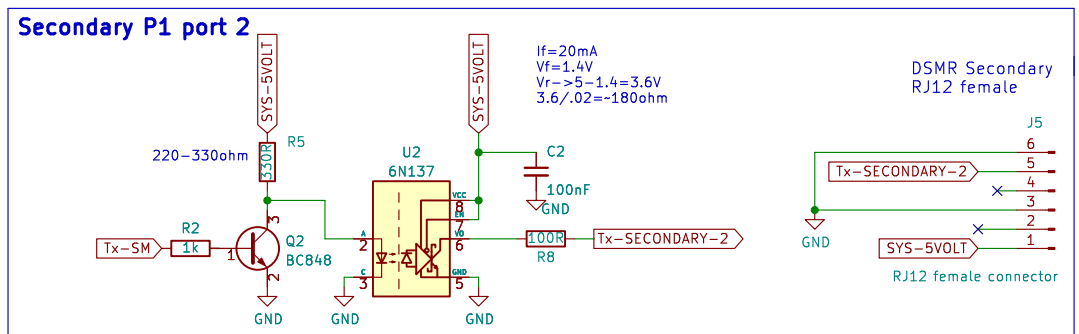 Secondary P1 port 2
SYS-5VOLT
R5
330R
220-330ohm
R2
1k
Tx-SM
1
2
3
Q2
BC848
GND
U2
6N137
A
2
C
3
VCC
8
EN
7
VO
6
GND
5
GND
GND
SYS-5VOLT
If=20mA
Vf=1.4V
Vr->5-1.4=3.6V
3.6/.02=~180ohm
C2
100nF
GND
100R
R8
Tx-SECONDARY-2
DSMR Secondary
RJ12 female
J5
6
5
4
3
2
1
Tx-SECONDARY-2
GND
SYS-5VOLT
RJ12 female connector